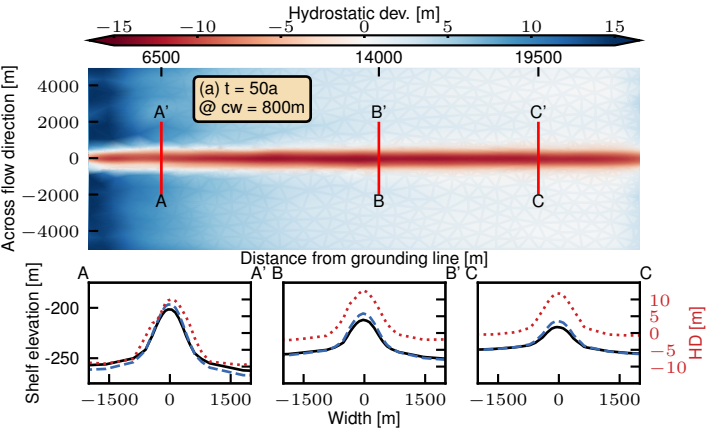 Hydrostatic dev. [m]
−15 −10 −5 0 5 10 15
6500 14000 19500
Across flow direction [m]
4000
2000
0
−2000
−4000
(a) t = 50a
@ cw = 800m
A' B' C'
A B C
Distance from grounding line [m]
A A' B B' C C
Shelf elevation [m]
-200
-250
10
5
0
−5
−10
HD [m]
−1500 0 1500 −1500 0 1500 −1500 0 1500
Width [m]